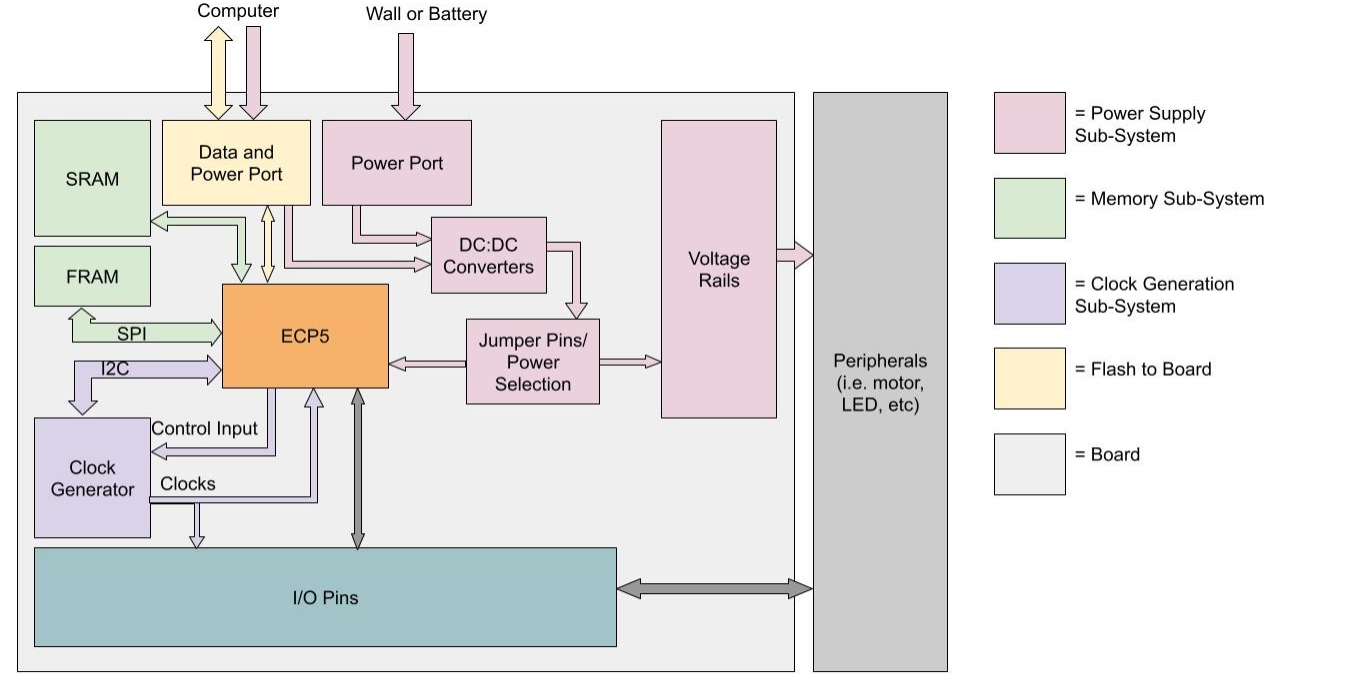 Computer
Wall or Battery
SRAM
Data and
Power Port
Power Port
DC:DC
Converters
Voltage
Rails
FRAM
SPI
ECP5
Jumper Pins/
Power
Selection
I2C
Control Input
Clock
Generator
Clocks
I/O Pins
Peripherals
(i.e. motor,
LED, etc)
= Power Supply
Sub-System
= Memory Sub-System
= Clock Generation
Sub-System
= Flash to Board
= Board